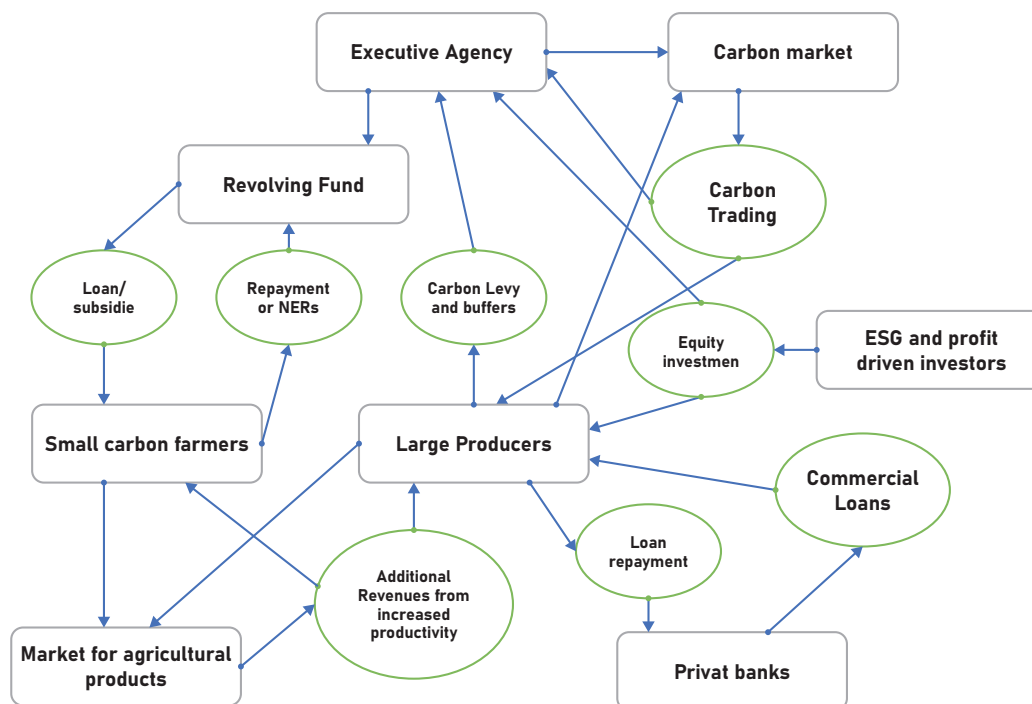 Executive Agency
Carbon market
Revolving Fund
Carbon
Trading
Loan/
subsidie
Repayment
or NERs
Carbon Levy
and buffers
Equity
investmen
ESG and profit
driven investors
Small carbon farmers
Large Producers
Commercial
Loans
Loan
repayment
Additional
Revenues from
increased
productivity
Market for agricultural
products
Privat banks